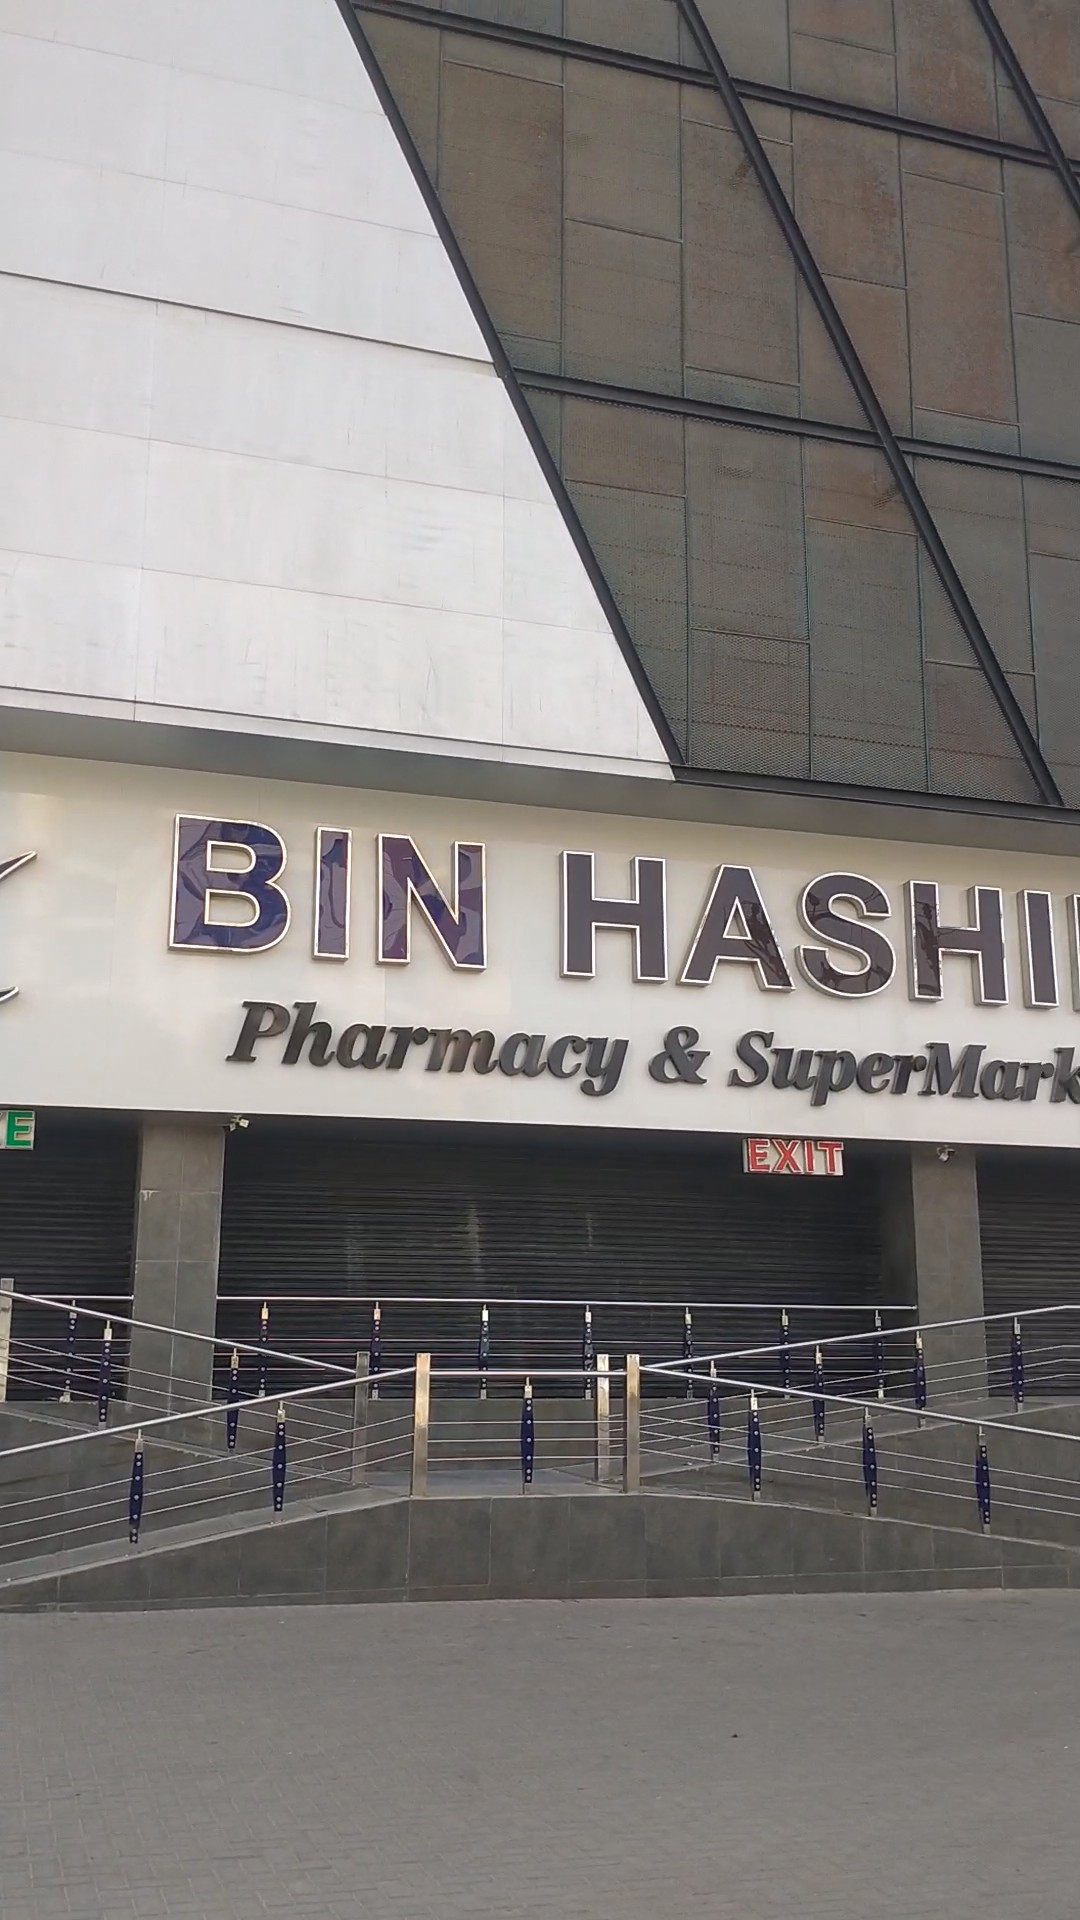 BIN HASHI
Pharmacy & SuperMark
E
EXIT